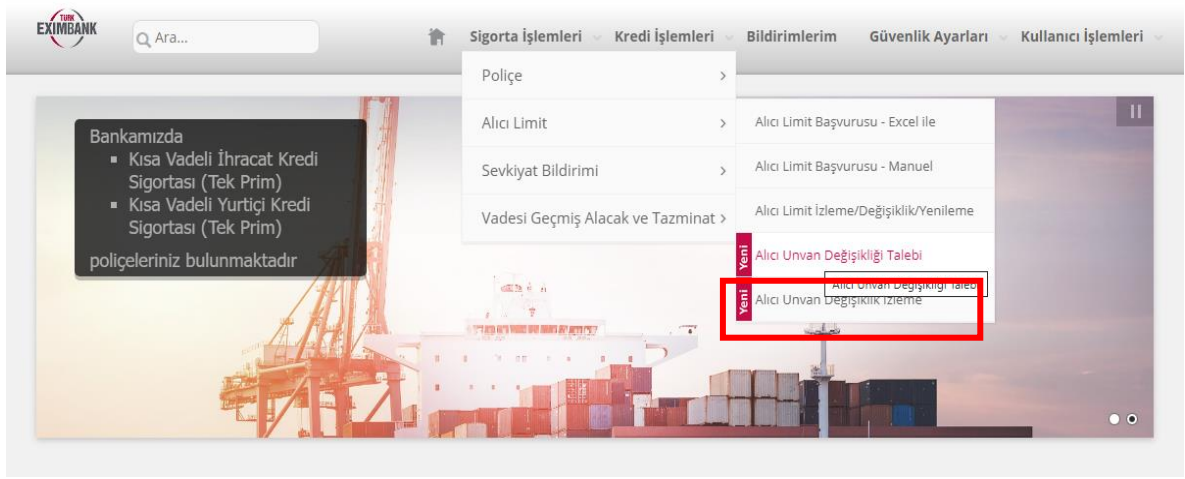 TÜRK
EXIMBANK
Ara...
Sigorta İşlemleri
Kredi İşlemleri
Bildirimlerim
Güvenlik Ayarları
Kullanıcı İşlemleri
Poliçe
Alıcı Limit
Sevkiyat Bildirimi
Vadesi Geçmiş Alacak ve Tazminat
Alıcı Limit Başvurusu - Excel ile
Alıcı Limit Başvurusu - Manuel
Alıcı Limit İzleme/Değişiklik/Yenileme
Yeni
Alıcı Unvan Değişikliği Talebi
Alıcı Unvan Değişikliği Talebi
Yeni
Alıcı Unvan Değişiklik İzleme
Bankamızda
▪ Kısa Vadeli İhracat Kredi
Sigortası (Tek Prim)
▪ Kısa Vadeli Yurtiçi Kredi
Sigortası (Tek Prim)
poliçeleriniz bulunmaktadır